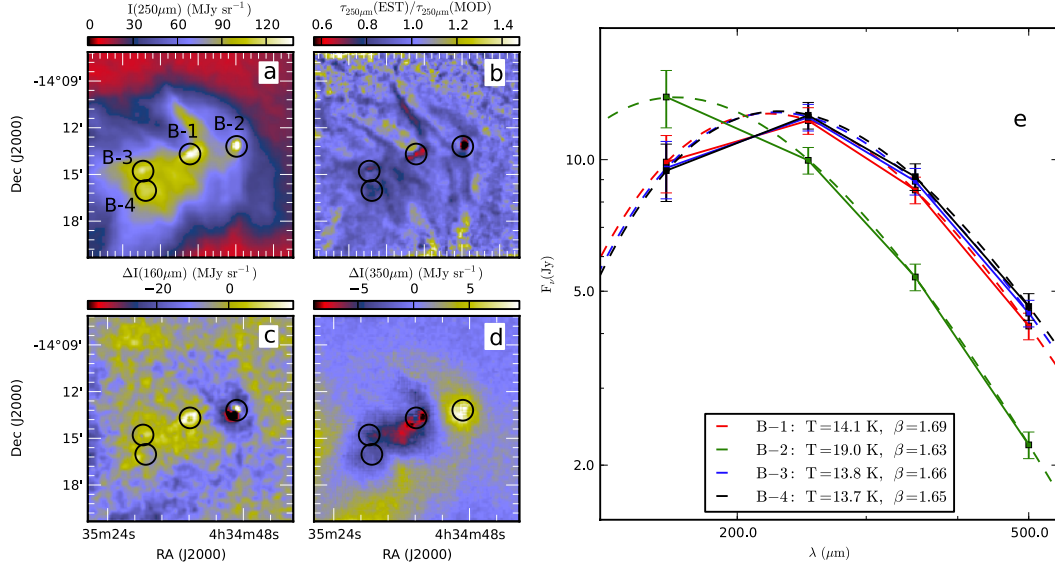 I(250μm) (MJy sr⁻¹)
0 30 60 90 120
τ₂₅₀μm(EST)/τ₂₅₀μm(MOD)
0.6 0.8 1.0 1.2 1.4
a
b
-14°09'
12'
15'
18'
Dec (J2000)
B-1
B-2
B-3
B-4
ΔI(160μm) (MJy sr⁻¹)
−20 0
ΔI(350μm) (MJy sr⁻¹)
−5 0 5
c
d
-14°09'
12'
15'
18'
Dec (J2000)
35m24s 4h34m48s
35m24s 4h34m48s
RA (J2000)
RA (J2000)
e
10.0
5.0
2.0
F_ν(Jy)
B−1: T=14.1 K, β=1.69
B−2: T=19.0 K, β=1.63
B−3: T=13.8 K, β=1.66
B−4: T=13.7 K, β=1.65
200.0 500.0
λ (μm)